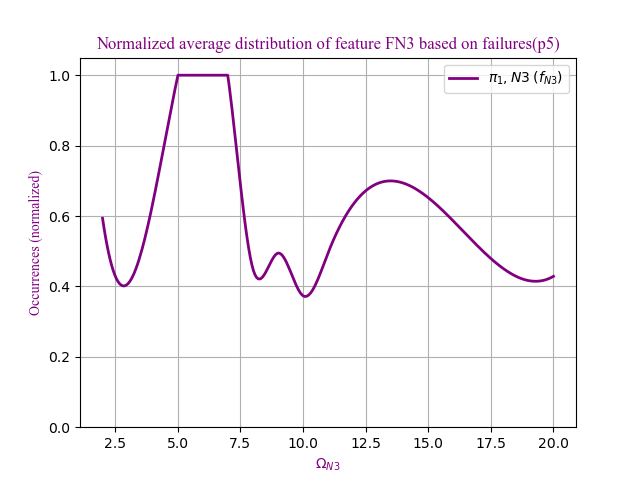 Normalized average distribution of feature FN3 based on failures(p5)
π₁, N3 (f_N3)
Occurrences (normalized)
1.0
0.8
0.6
0.4
0.2
0.0
2.5 5.0 7.5 10.0 12.5 15.0 17.5 20.0
Ω_N3